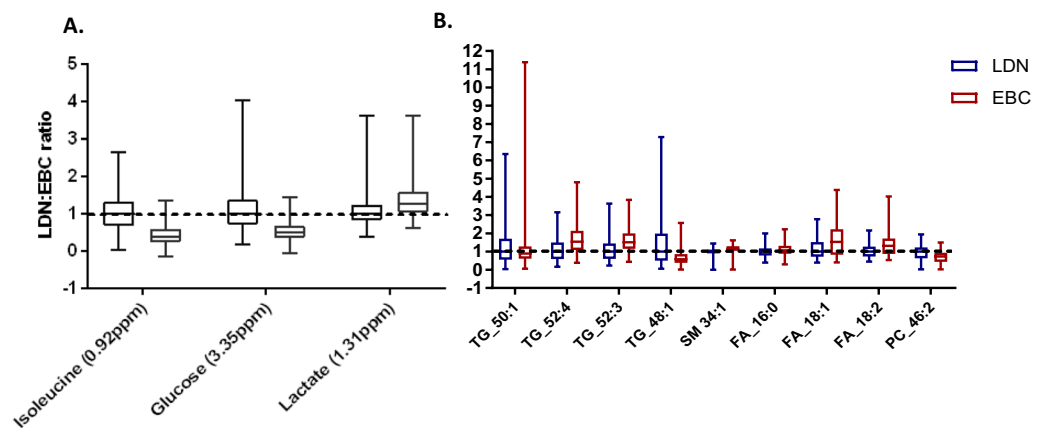 A.
LDN:EBC ratio
5
4
3
2
1
0
-1
Isoleucine (0.92ppm)
Glucose (3.35ppm)
Lactate (1.31ppm)
B.
12
11
10
9
8
7
6
5
4
3
2
1
0
-1
TG_50:1
TG_52:4
TG_52:3
TG_48:1
SM 34:1
FA_16:0
FA_18:1
FA_18:2
PC_46:2
LDN
EBC